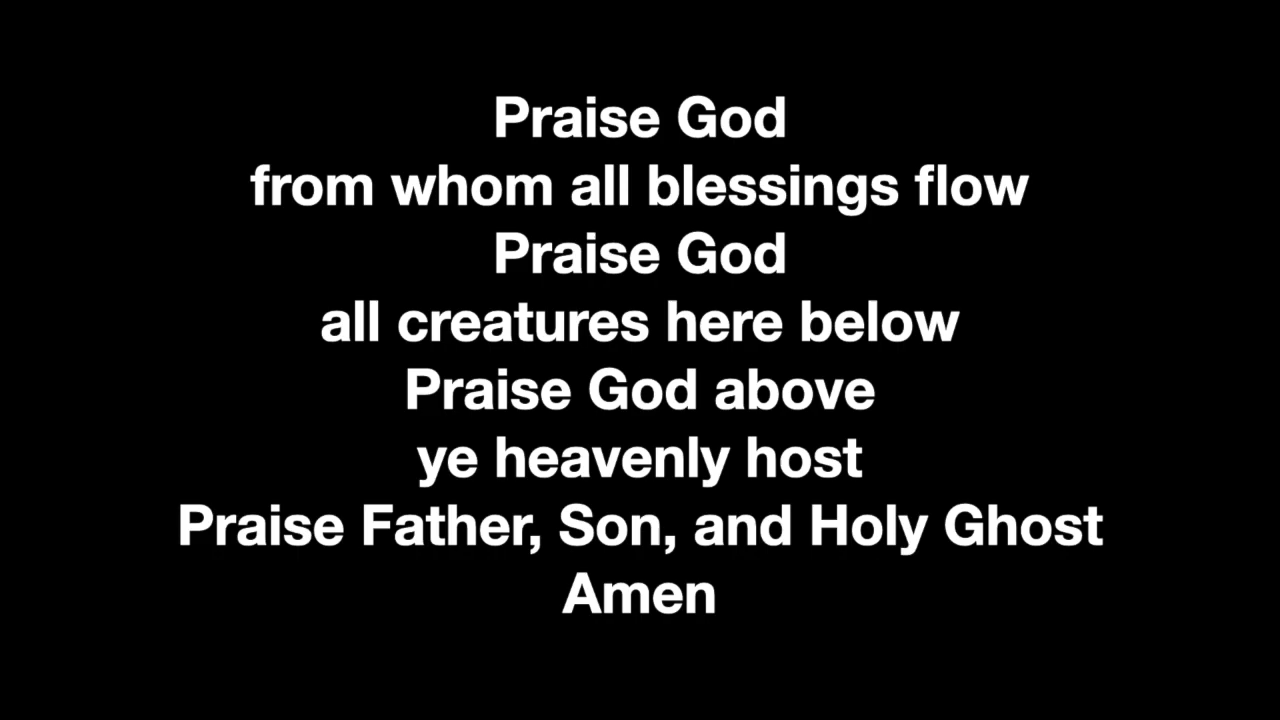 Praise God
from whom all blessings flow
Praise God
all creatures here below
Praise God above
ye heavenly host
Praise Father, Son, and Holy Ghost
Amen